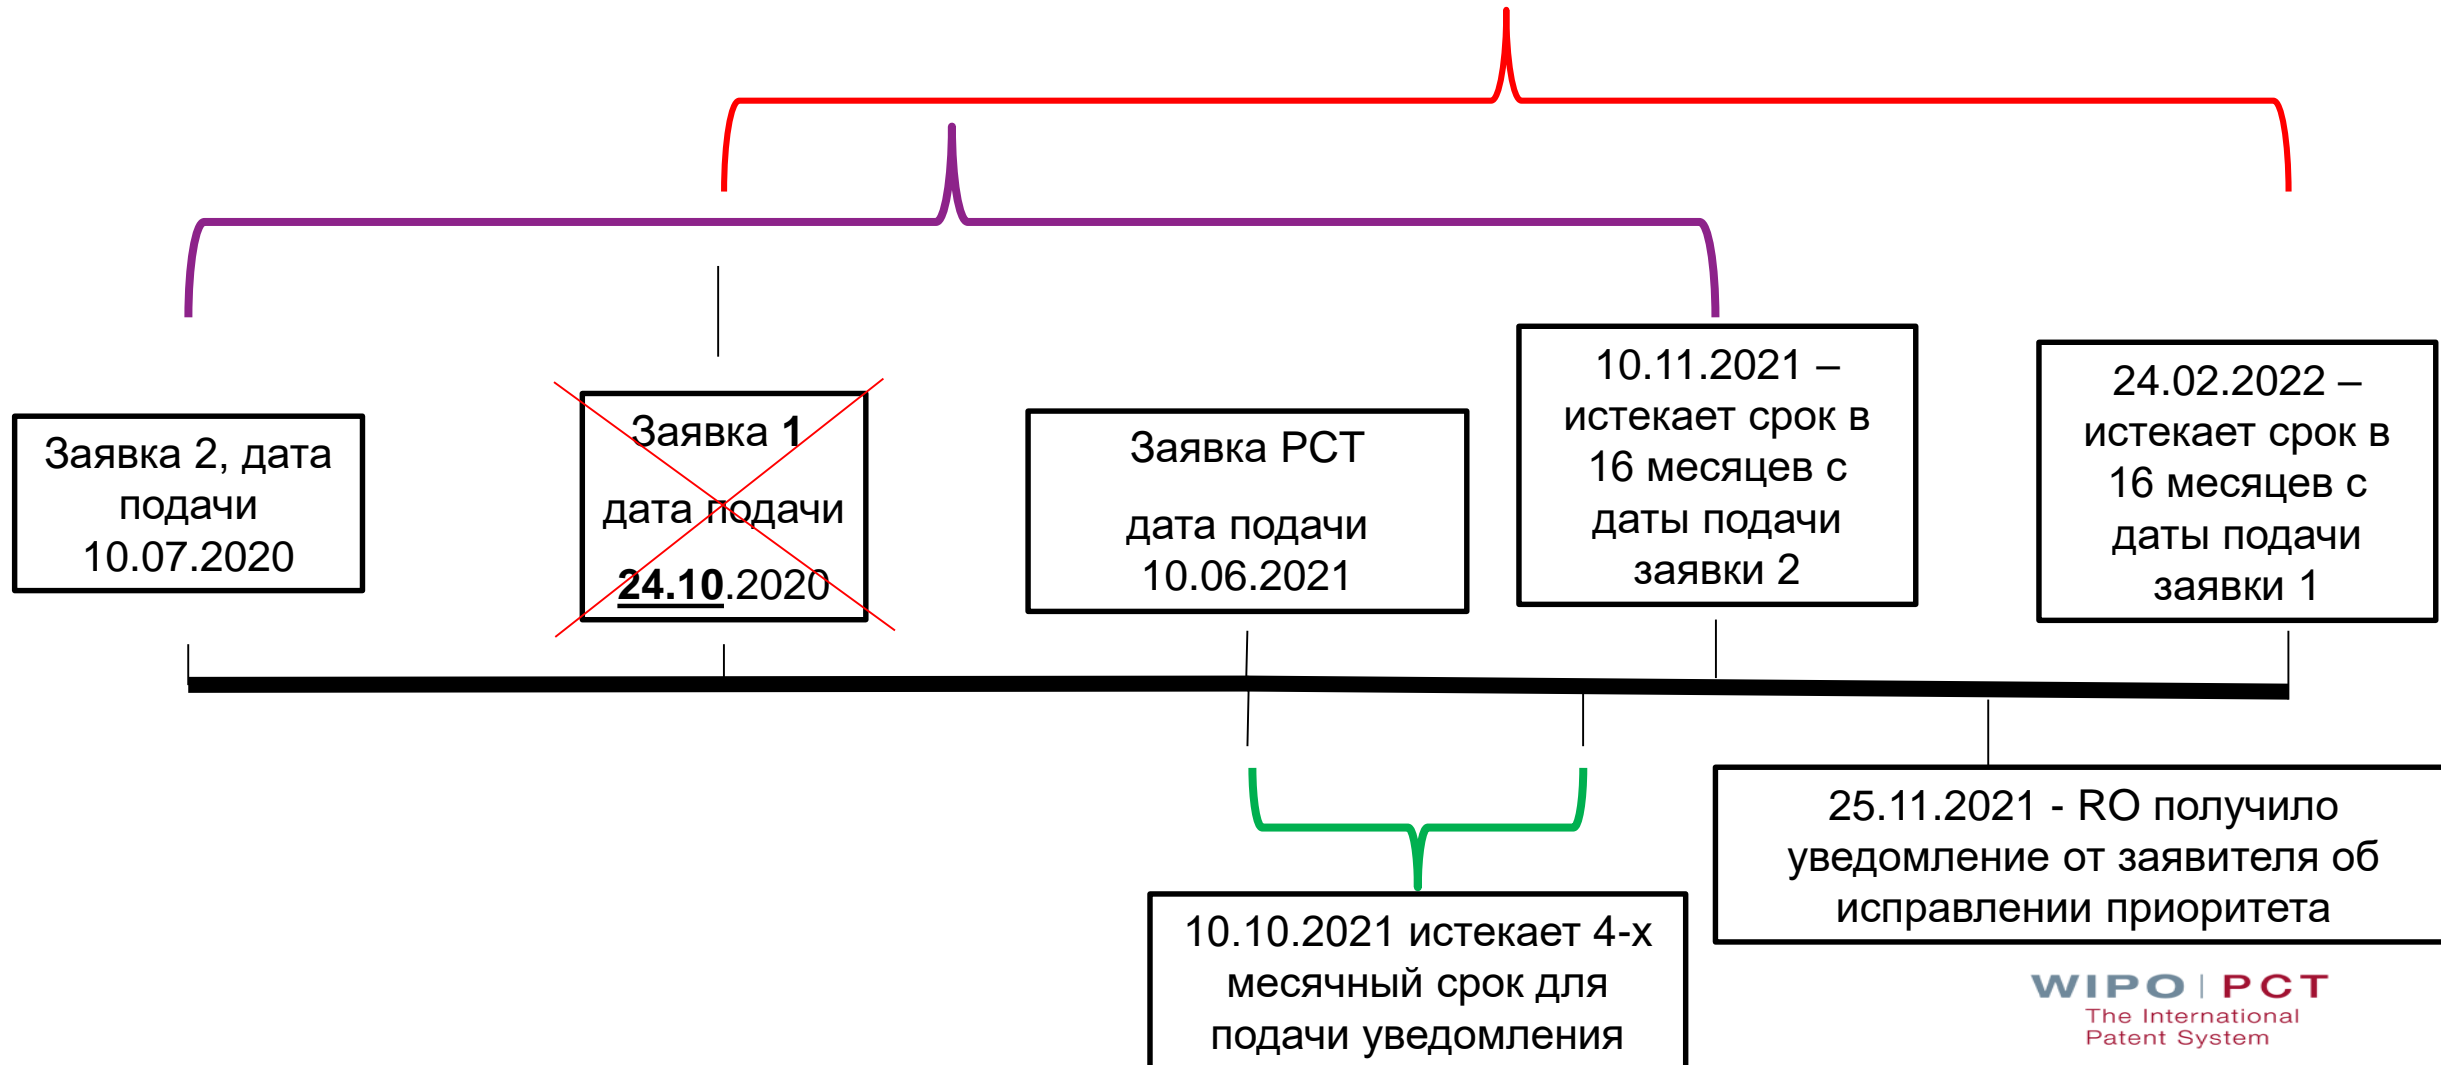 Заявка 2, дата
подачи
10.07.2020
Заявка 1
дата подачи
24.10.2020
Заявка PCT
дата подачи
10.06.2021
10.11.2021 –
истекает срок в
16 месяцев с
даты подачи
заявки 2
24.02.2022 –
истекает срок в
16 месяцев с
даты подачи
заявки 1
10.10.2021 истекает 4-х
месячный срок для
подачи уведомления
25.11.2021 - RO получило
уведомление от заявителя об
исправлении приоритета
WIPO | PCT
The International
Patent System